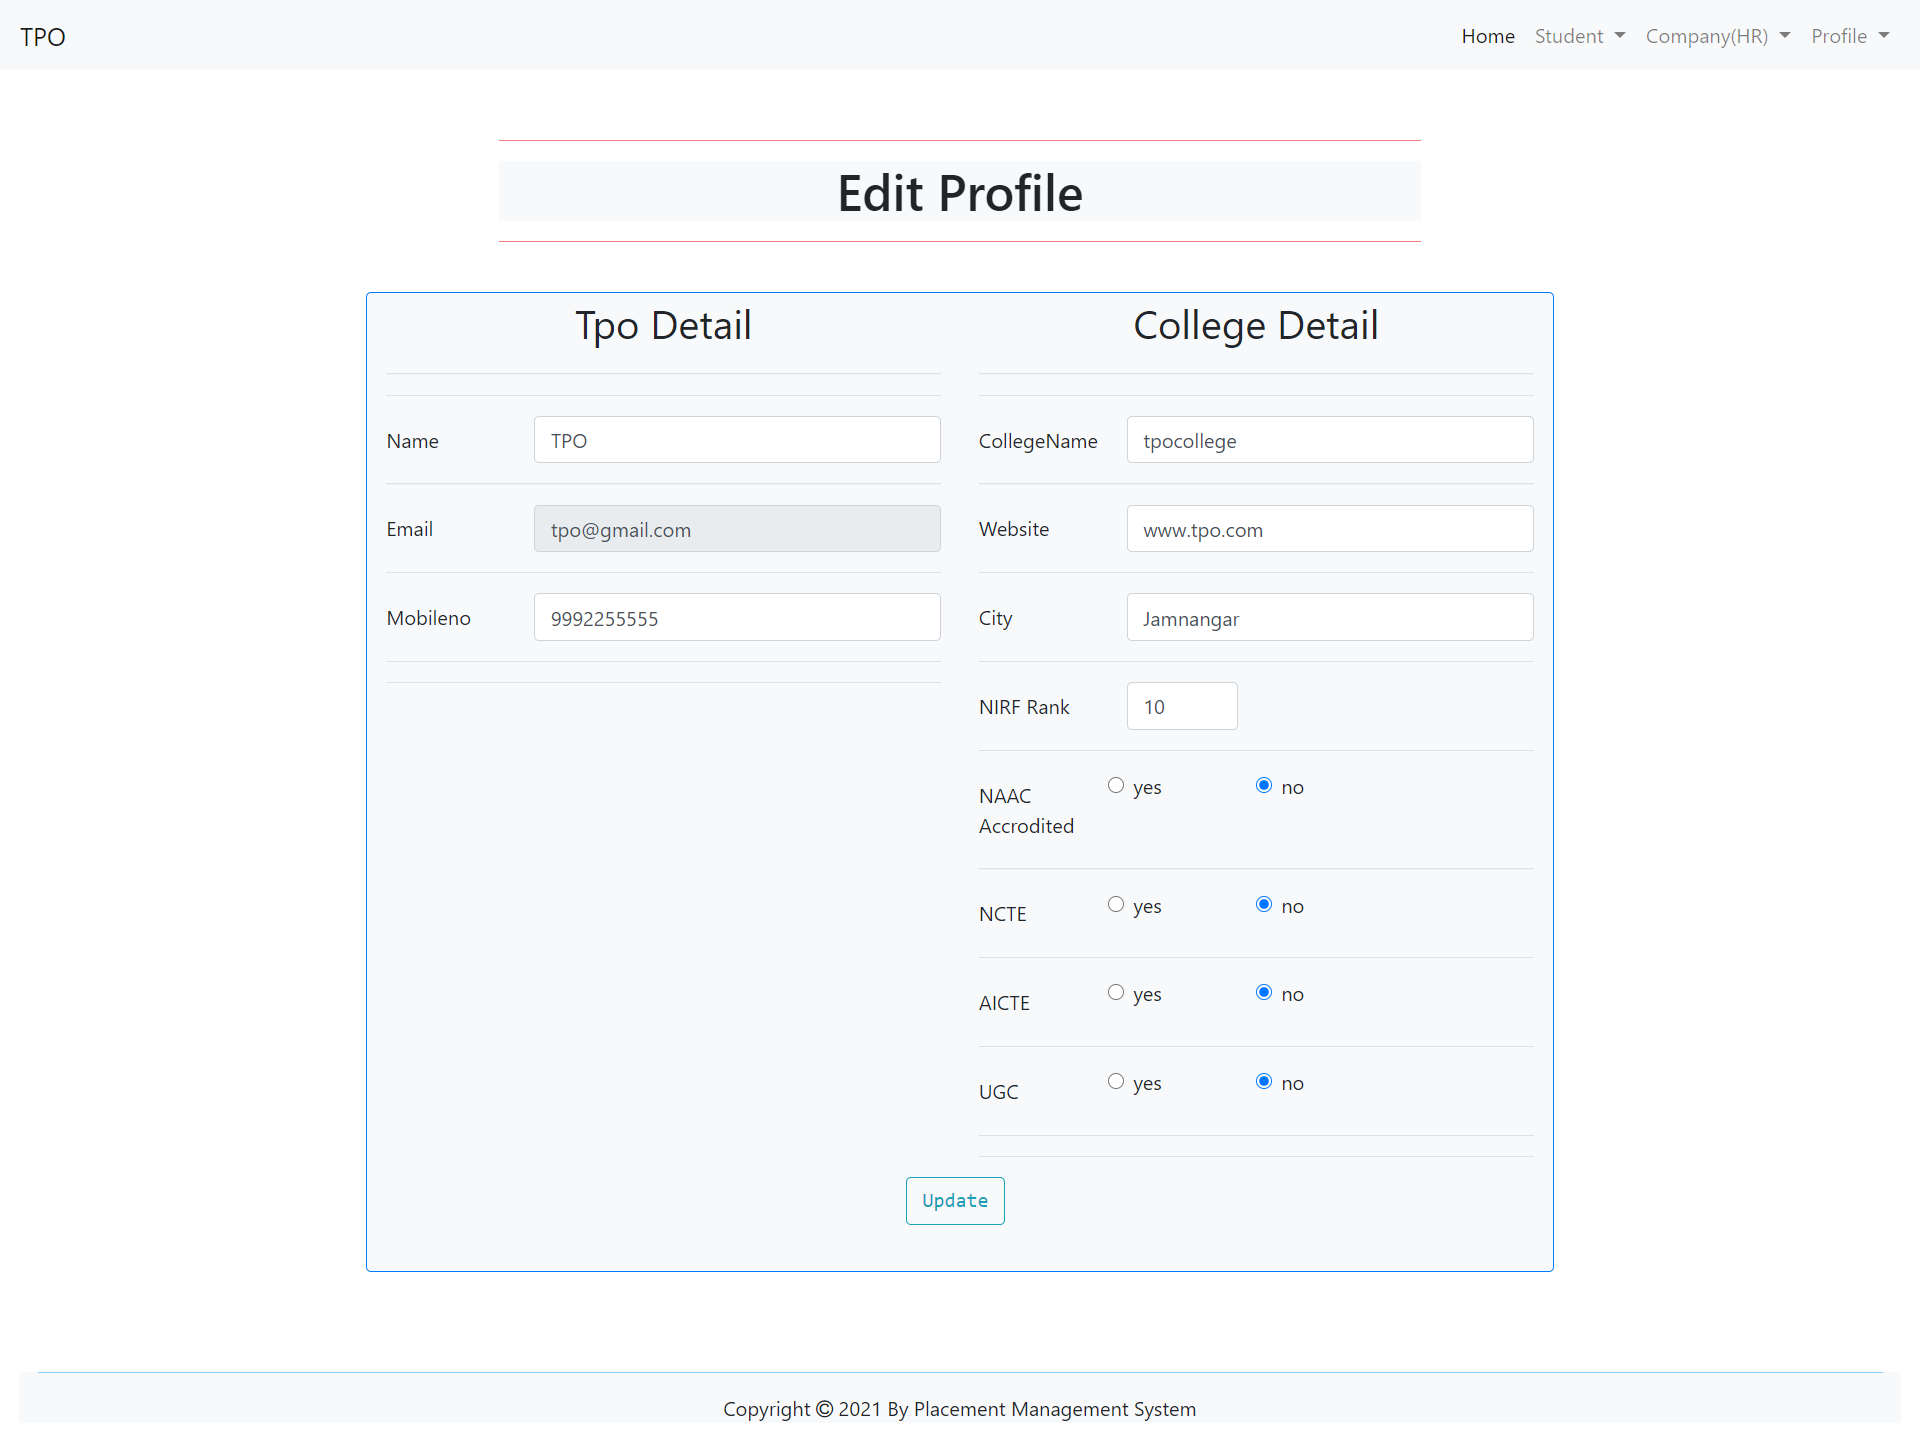 TPO
Home Student Company(HR) Profile
Edit Profile
Tpo Detail
Name TPO
Email tpo@gmail.com
Mobileno 9992255555
College Detail
CollegeName tpocollege
Website www.tpo.com
City Jamnangar
NIRF Rank 10
NAAC
Accrodited
yes no
NCTE yes no
AICTE yes no
UGC yes no
Update
Copyright © 2021 By Placement Management System